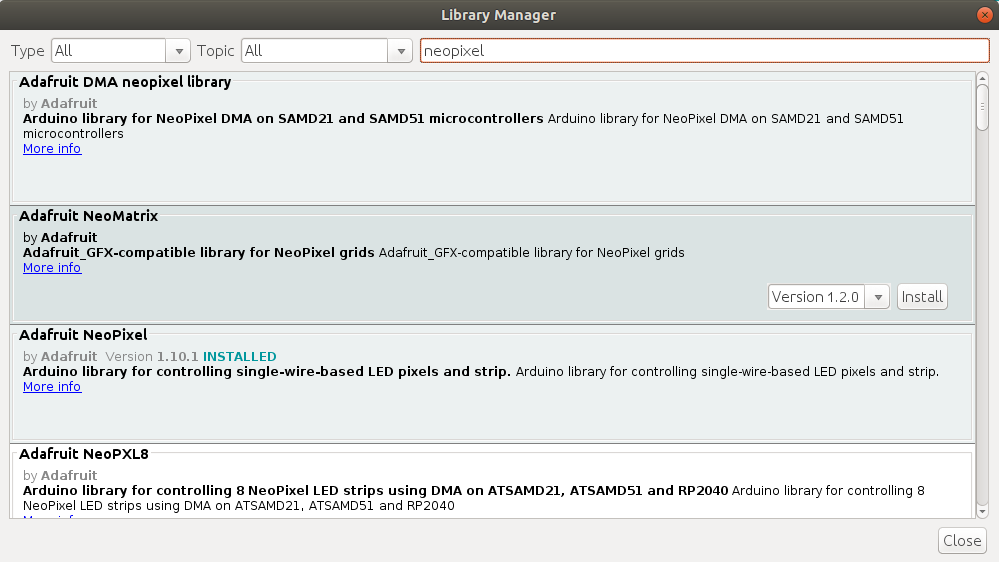 Library Manager
Type All Topic All neopixel
Adafruit DMA neopixel library
by Adafruit
Arduino library for NeoPixel DMA on SAMD21 and SAMD51 microcontrollers Arduino library for NeoPixel DMA on SAMD21 and SAMD51
microcontrollers
More info
Adafruit NeoMatrix
by Adafruit
Adafruit_GFX-compatible library for NeoPixel grids Adafruit_GFX-compatible library for NeoPixel grids
More info
Version 1.2.0 Install
Adafruit NeoPixel
by Adafruit Version 1.10.1 INSTALLED
Arduino library for controlling single-wire-based LED pixels and strip. Arduino library for controlling single-wire-based LED pixels and strip.
More info
Adafruit NeoPXL8
by Adafruit
Arduino library for controlling 8 NeoPixel LED strips using DMA on ATSAMD21, ATSAMD51 and RP2040 Arduino library for controlling 8
NeoPixel LED strips using DMA on ATSAMD21, ATSAMD51 and RP2040
Close